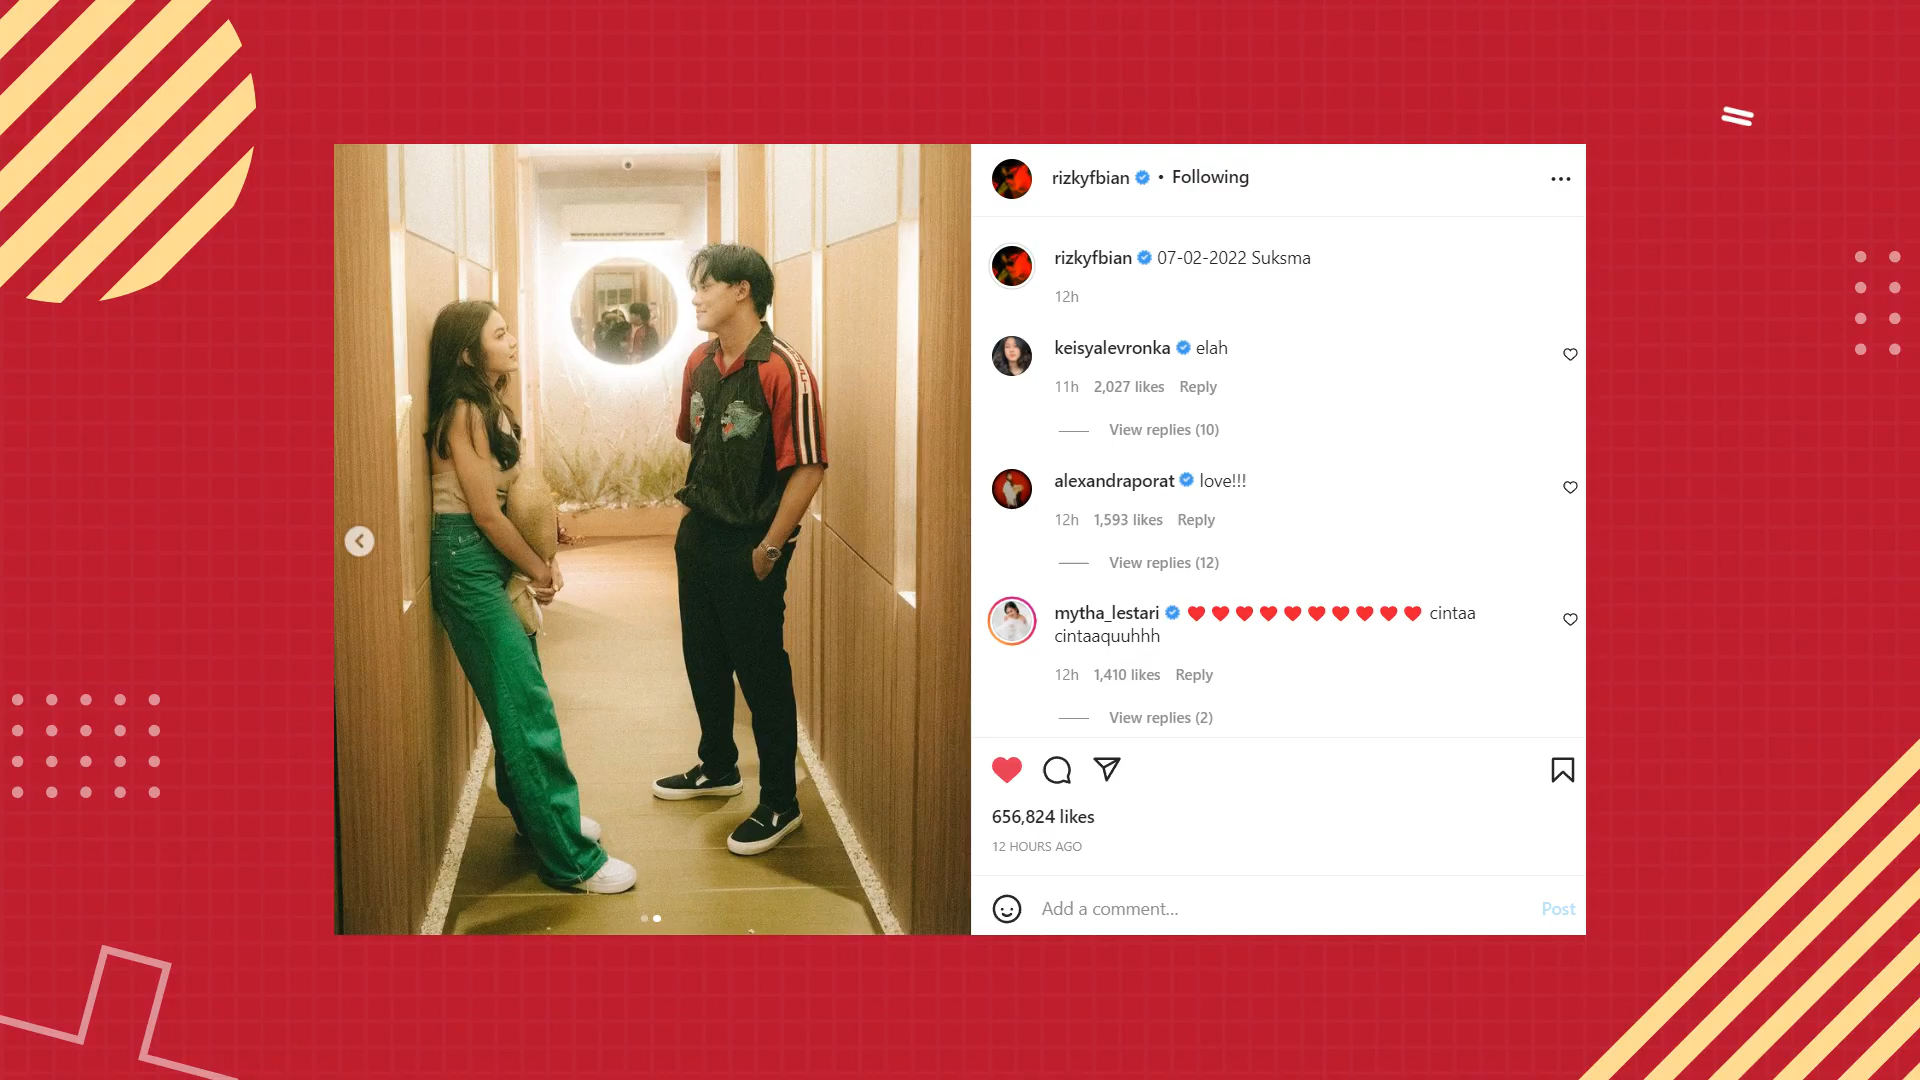 rizkyfbian • Following
rizkyfbian 07-02-2022 Suksma
12h
keisyalevronka elah
11h 2,027 likes Reply
View replies (10)
alexandraporat love!!!
12h 1,593 likes Reply
View replies (12)
mytha_lestari ❤❤❤❤❤❤❤❤❤❤ cintaa
cintaaquuhhh
12h 1,410 likes Reply
View replies (2)
656,824 likes
12 HOURS AGO
Add a comment... Post